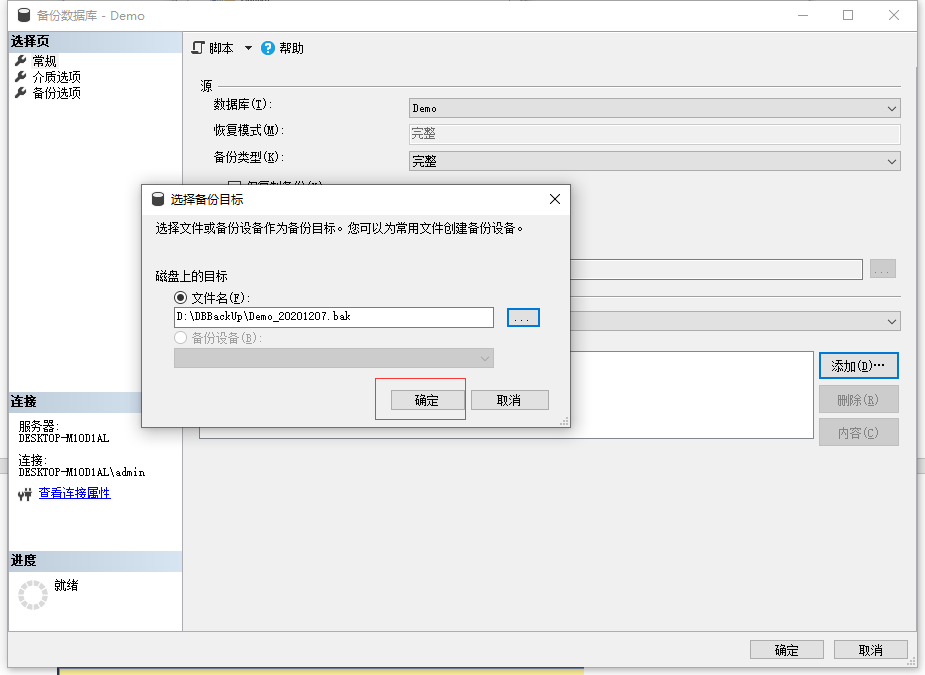 备份数据库 - Demo
选择页
常规
介质选项
备份选项
脚本
帮助
源
数据库(T):
Demo
恢复模式(M):
完整
备份类型(K):
完整
选择备份目标
选择文件或备份设备作为备份目标。您可以为常用文件创建备份设备。
磁盘上的目标
文件名(F):
D:\DBBackUp\Demo_20201207.bak
...
备份设备(B):
确定
取消
...
添加(D)...
删除(R)
内容(C)
连接
服务器:
DESKTOP-M10D1AL
连接:
DESKTOP-M10D1AL\admin
查看连接属性
进度
就绪
确定
取消